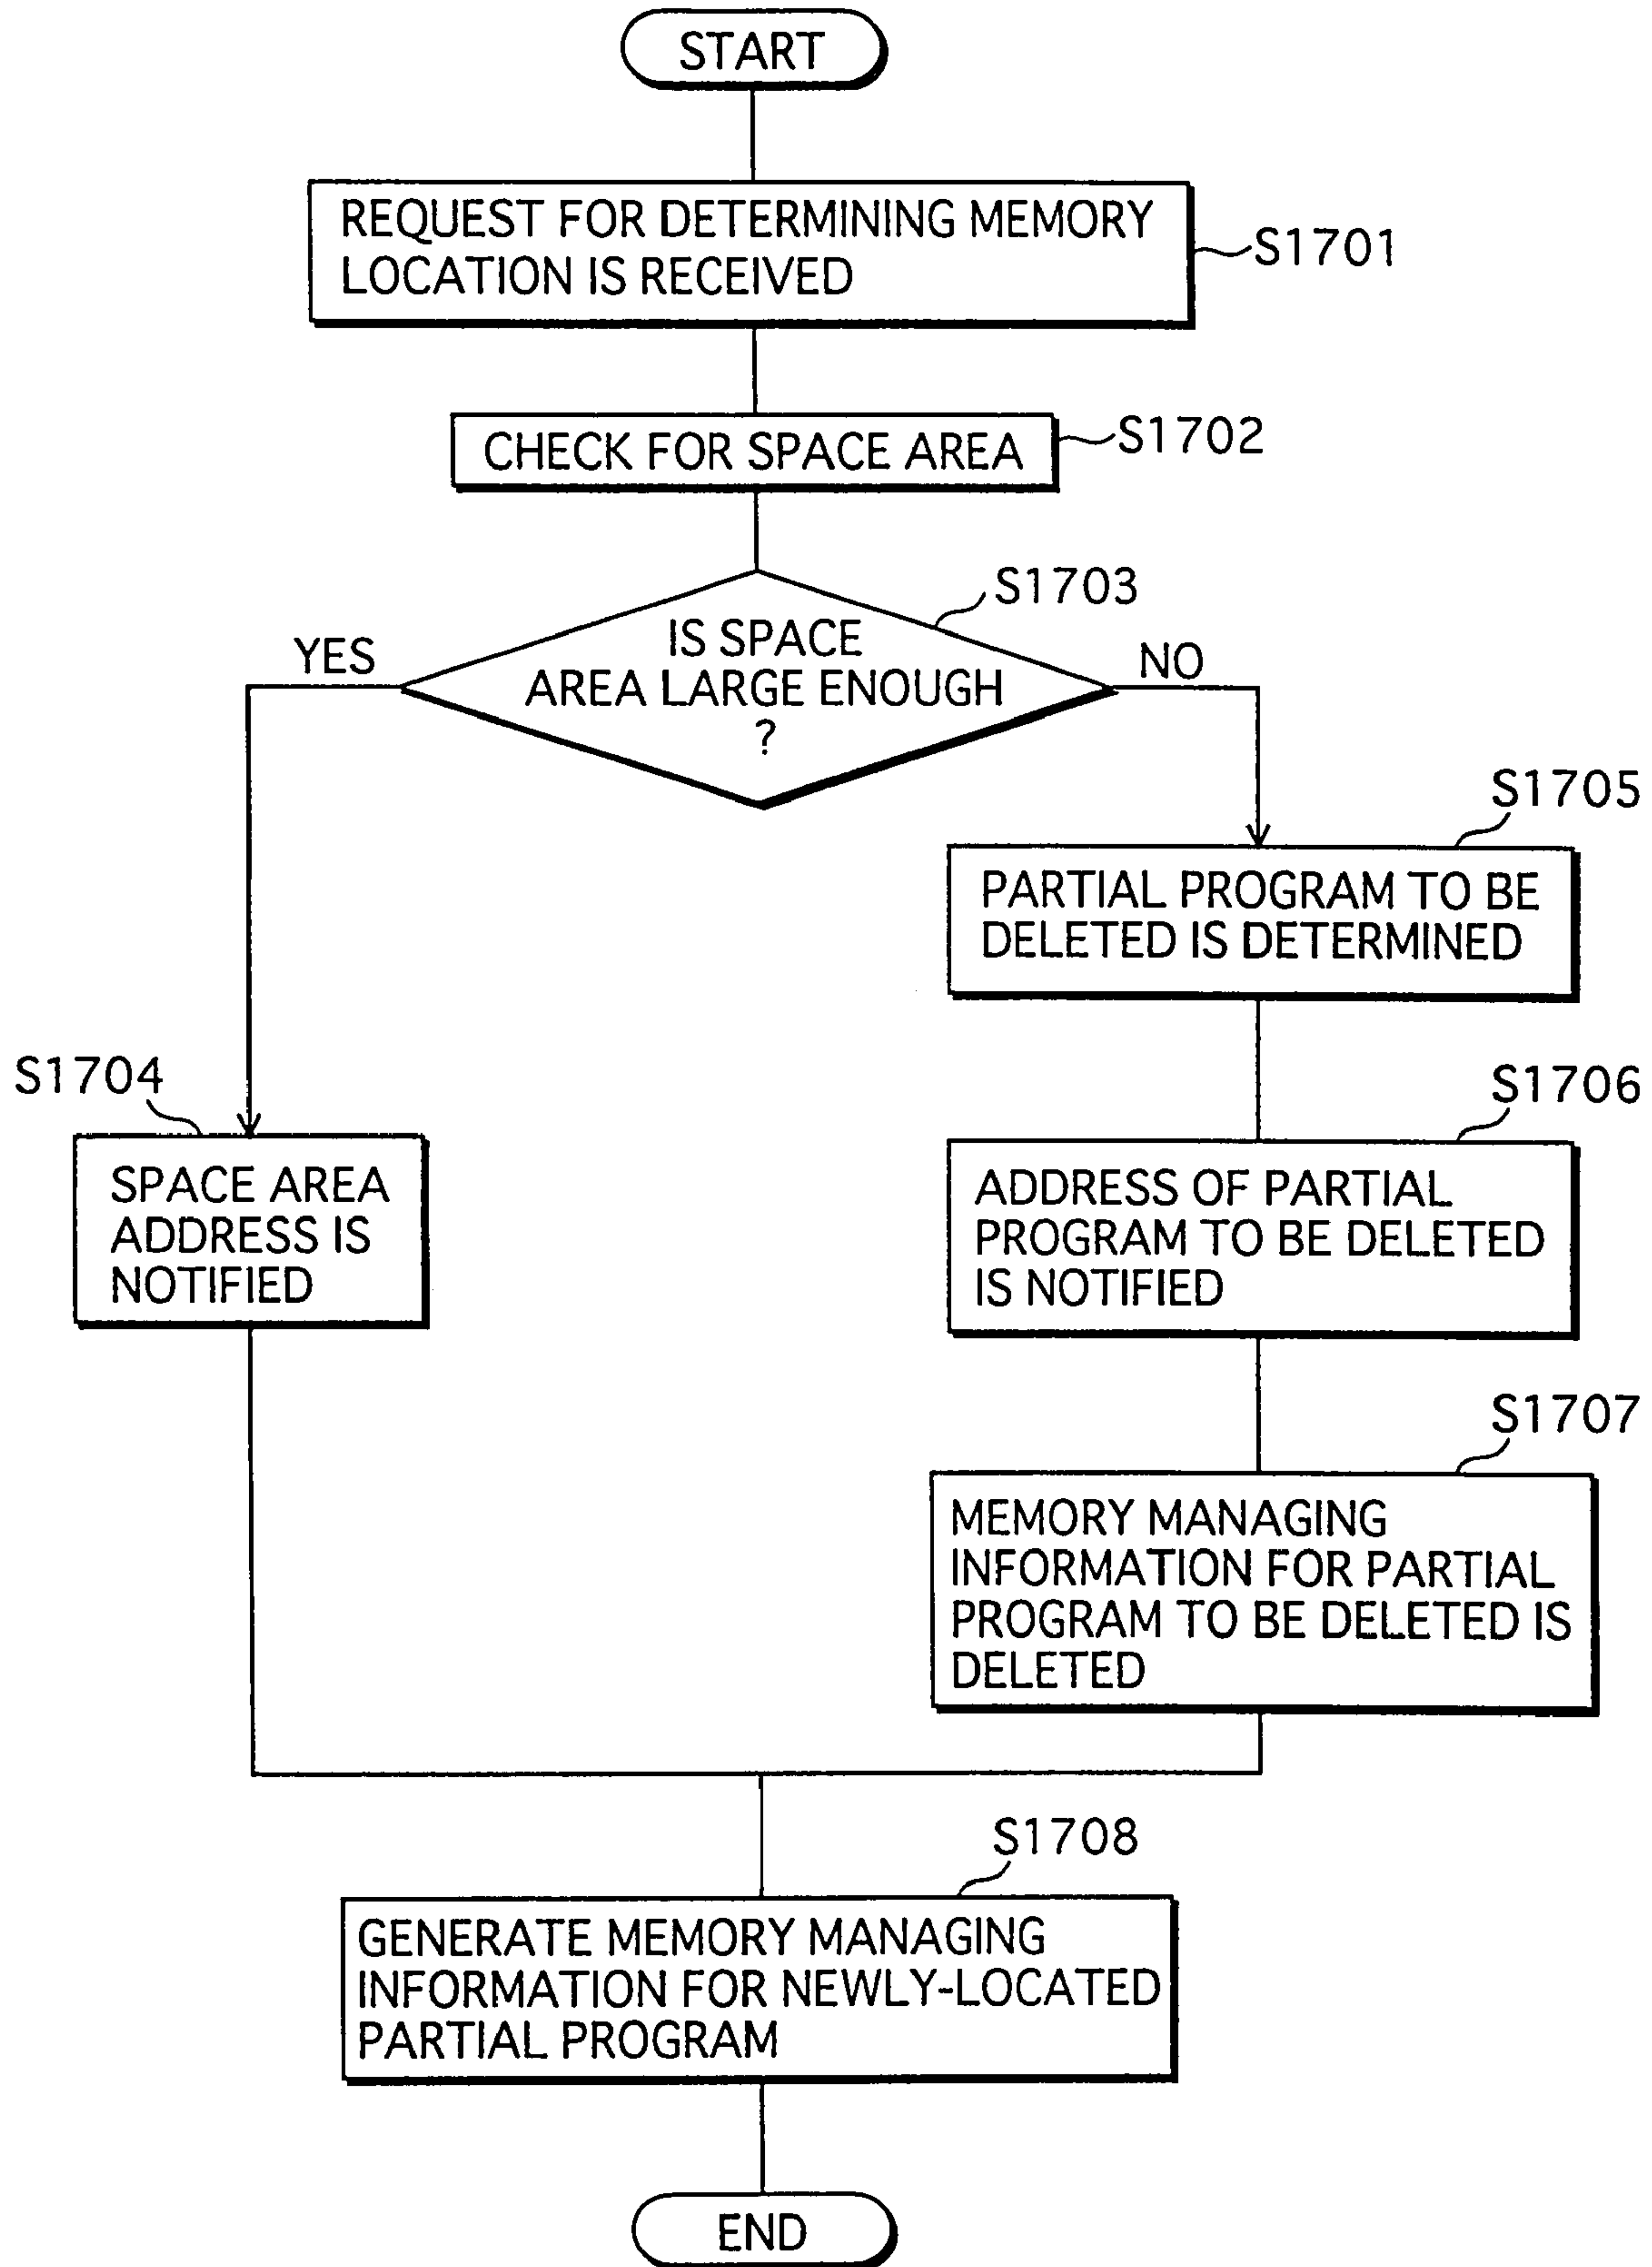 START
REQUEST FOR DETERMINING MEMORY
LOCATION IS RECEIVED
S1701
CHECK FOR SPACE AREA
S1702
S1703
IS SPACE
AREA LARGE ENOUGH
?
YES
NO
S1705
PARTIAL PROGRAM TO BE
DELETED IS DETERMINED
S1704
SPACE AREA
ADDRESS IS
NOTIFIED
S1706
ADDRESS OF PARTIAL
PROGRAM TO BE DELETED
IS NOTIFIED
S1707
MEMORY MANAGING
INFORMATION FOR PARTIAL
PROGRAM TO BE DELETED IS
DELETED
S1708
GENERATE MEMORY MANAGING
INFORMATION FOR NEWLY-LOCATED
PARTIAL PROGRAM
END